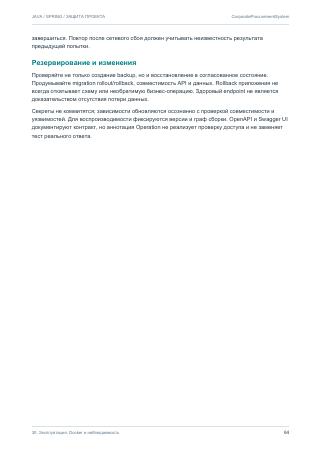 JAVA / SPRING / ЗАЩИТА ПРОЕКТА
CorporateProcurementSystem
завершиться. Повтор после сетевого сбоя должен учитывать неизвестность результата
предыдущей попытки.
Резервирование и изменения
Проверяйте не только создание backup, но и восстановление в согласованное состояние.
Продумывайте migration rollout/rollback, совместимость API и данных. Rollback приложения не
всегда откатывает схему или необратимую бизнес-операцию. Здоровый endpoint не является
доказательством отсутствия потери данных.
Секреты не коммитятся; зависимости обновляются осознанно с проверкой совместимости и
уязвимостей. Для воспроизводимости фиксируются версии и граф сборки. OpenAPI и Swagger UI
документируют контракт, но аннотация Operation не реализует проверку доступа и не заменяет
тест реального ответа.
30. Эксплуатация, Docker и наблюдаемость
64